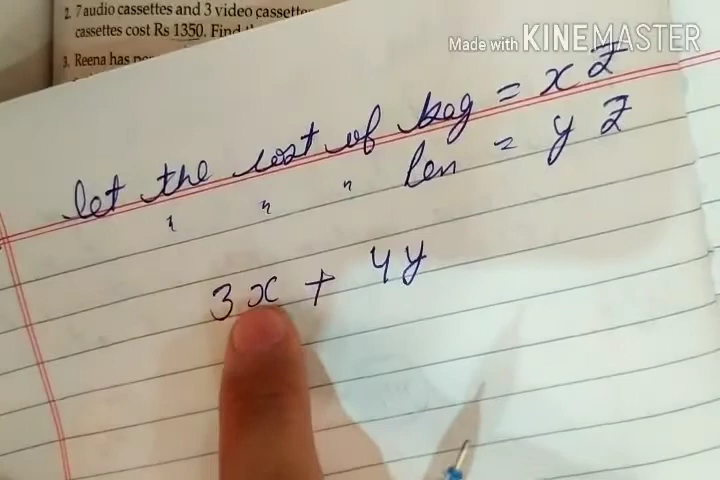 2. 7 audio cassettes and 3 video cassettes
cassettes cost Rs 1350. Find
3. Reena has
Made with KINEMASTER
let the cost of bag = x ₹
" " " Pen = y ₹
3x + 4y